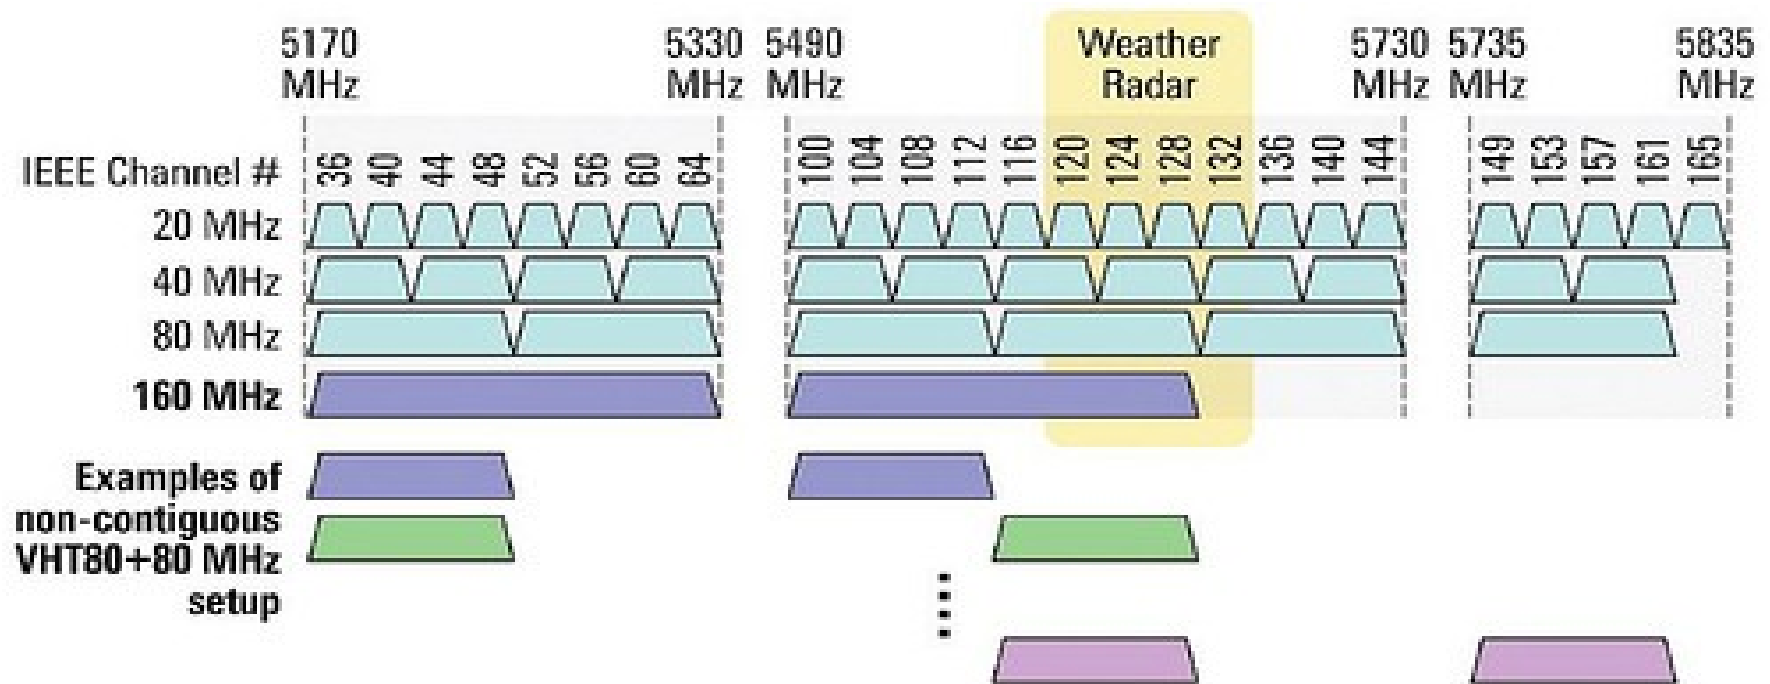 5170 5330 5490 Weather 5730 5735 5835
MHz MHz MHz Radar MHz MHz MHz
IEEE Channel # 36 40 44 48 52 56 60 64 100 104 108 112 116 120 124 128 132 136 140 144 149 153 157 161 165
20 MHz
40 MHz
80 MHz
160 MHz
Examples of
non-contiguous
VHT80+80 MHz
setup